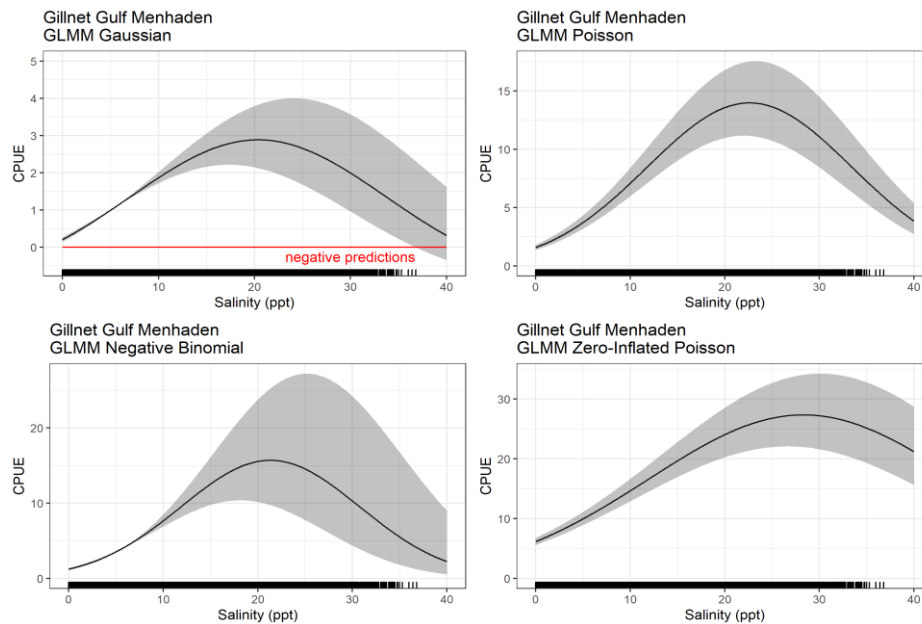 Gillnet Gulf Menhaden
GLMM Gaussian
5
4
3
2
1
0
CPUE
negative predictions
0 10 20 30 40
Salinity (ppt)
Gillnet Gulf Menhaden
GLMM Poisson
15
10
5
0
CPUE
0 10 20 30 40
Salinity (ppt)
Gillnet Gulf Menhaden
GLMM Negative Binomial
20
10
0
CPUE
0 10 20 30 40
Salinity (ppt)
Gillnet Gulf Menhaden
GLMM Zero-Inflated Poisson
30
20
10
0
CPUE
0 10 20 30 40
Salinity (ppt)